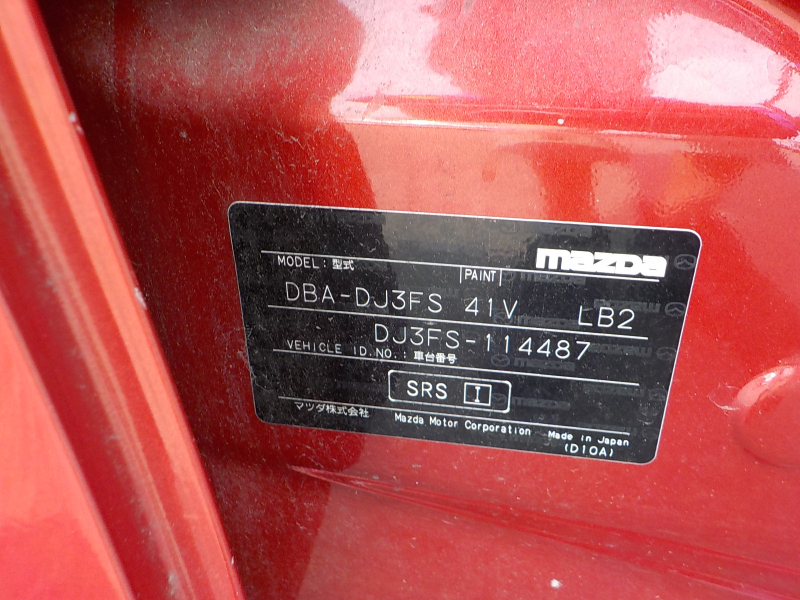 mazda
MODEL: 型式 PAINT
DBA-DJ3FS 41V LB2
DJ3FS-114487
VEHICLE ID.NO.: 車台番号
SRS I
マツダ株式会社 Mazda Motor Corporation Made in Japan
(D10A)